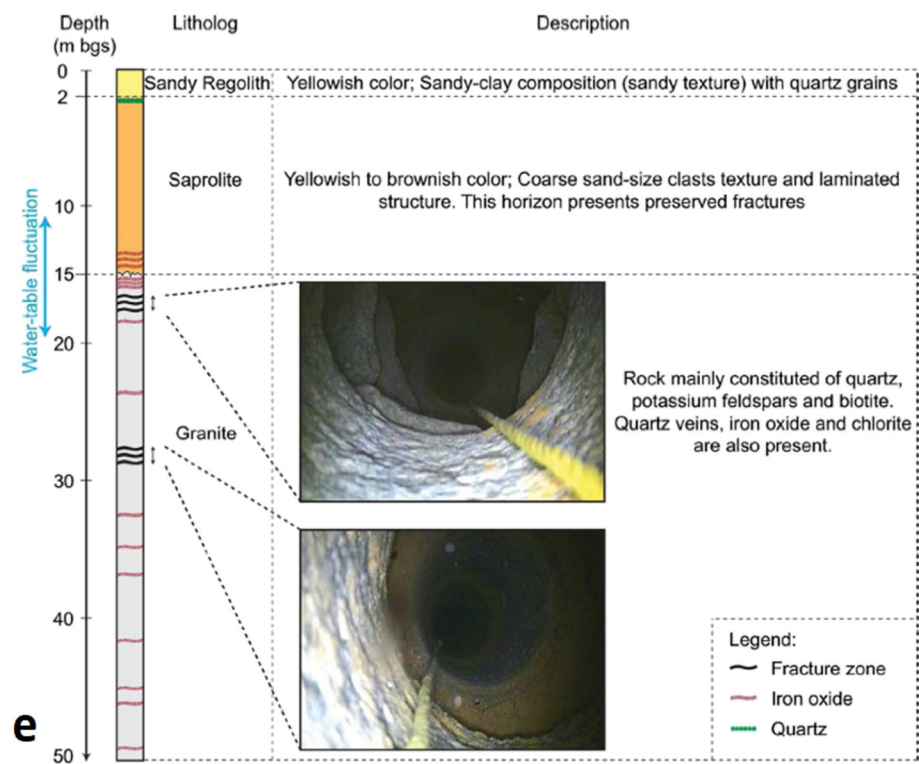 Depth
(m bgs)
Litholog
Description
0
Sandy Regolith
Yellowish color; Sandy-clay composition (sandy texture) with quartz grains
2
Saprolite
Yellowish to brownish color; Coarse sand-size clasts texture and laminated
structure. This horizon presents preserved fractures
10
Water-table fluctuation
15
20
Rock mainly constituted of quartz,
potassium feldspars and biotite.
Quartz veins, iron oxide and chlorite
are also present.
Granite
30
40
Legend:
Fracture zone
Iron oxide
Quartz
e
50